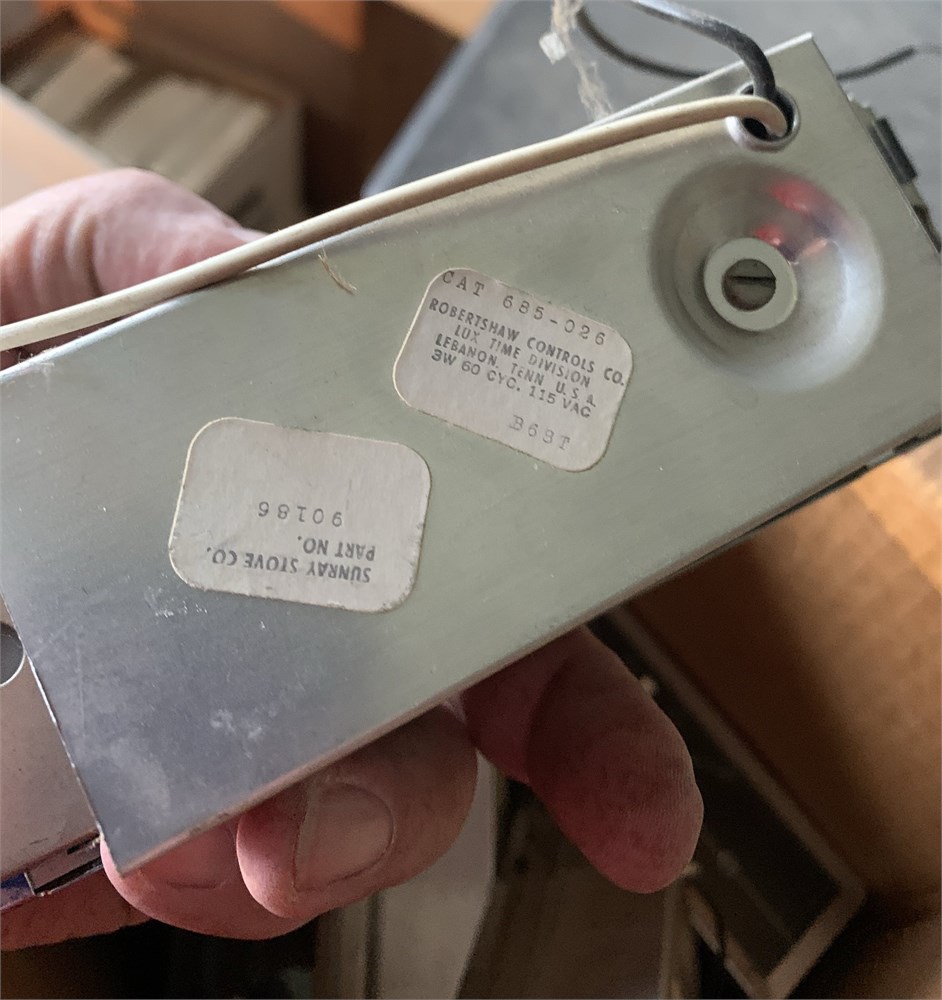 CAT 685-026
ROBERTSHAW CONTROLS CO.
LUX TIME DIVISION
LEBANON, TENN U.S.A.
3W 60 CYC. 115 VAC
B68T
SUNRAY STOVE CO.
PART NO.
90186